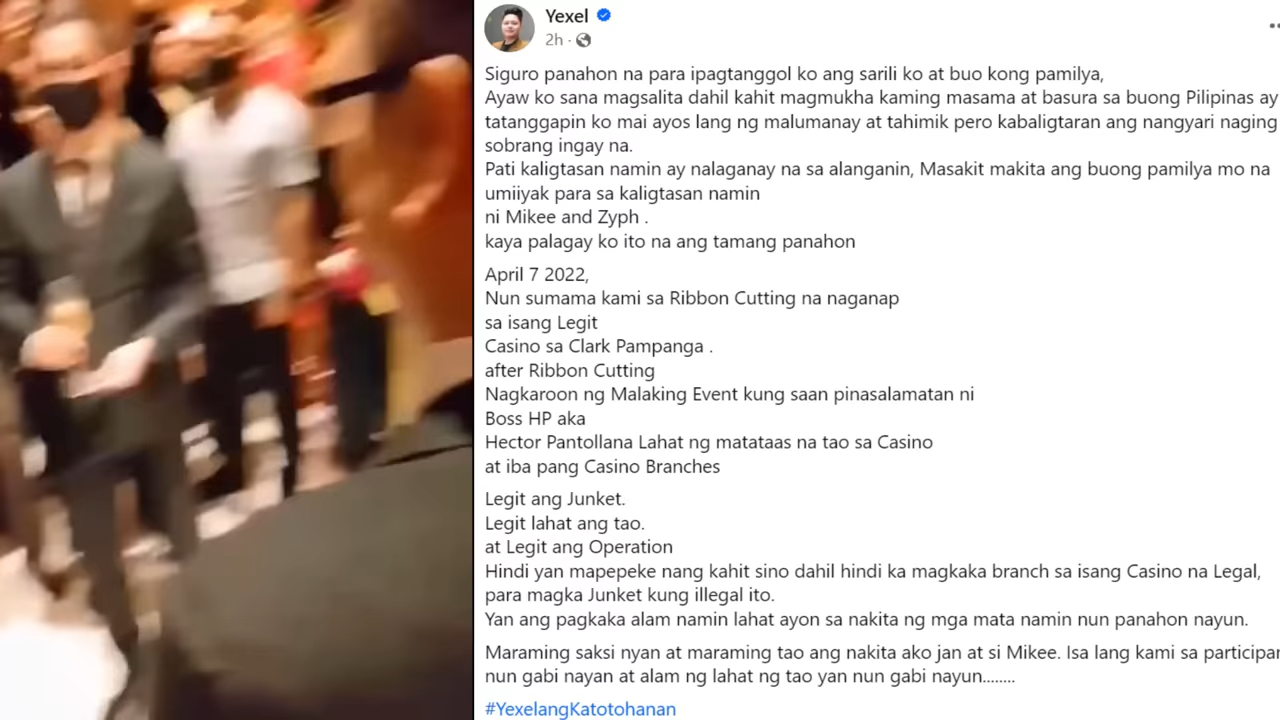 Yexel
2h
Siguro panahon na para ipagtanggol ko ang sarili ko at buo kong pamilya,
Ayaw ko sana magsalita dahil kahit magmukha kaming masama at basura sa buong Pilipinas ay
tatanggapin ko mai ayos lang ng malumanay at tahimik pero kabaligtaran ang nangyari naging
sobrang ingay na.
Pati kaligtasan namin ay nalaganay na sa alanganin, Masakit makita ang buong pamilya mo na
umiiyak para sa kaligtasan namin
ni Mikee and Zyph .
kaya palagay ko ito na ang tamang panahon
April 7 2022,
Nun sumama kami sa Ribbon Cutting na naganap
sa isang Legit
Casino sa Clark Pampanga .
after Ribbon Cutting
Nagkaroon ng Malaking Event kung saan pinasalamatan ni
Boss HP aka
Hector Pantollana Lahat ng matataas na tao sa Casino
at iba pang Casino Branches
Legit ang Junket.
Legit lahat ang tao.
at Legit ang Operation
Hindi yan mapepeke nang kahit sino dahil hindi ka magkaka branch sa isang Casino na Legal,
para magka Junket kung illegal ito.
Yan ang pagkaka alam namin lahat ayon sa nakita ng mga mata namin nun panahon nayun.
Maraming saksi nyan at maraming tao ang nakita ako jan at si Mikee. Isa lang kami sa participan
nun gabi nayan at alam ng lahat ng tao yan nun gabi nayun........
#YexelangKatotohanan